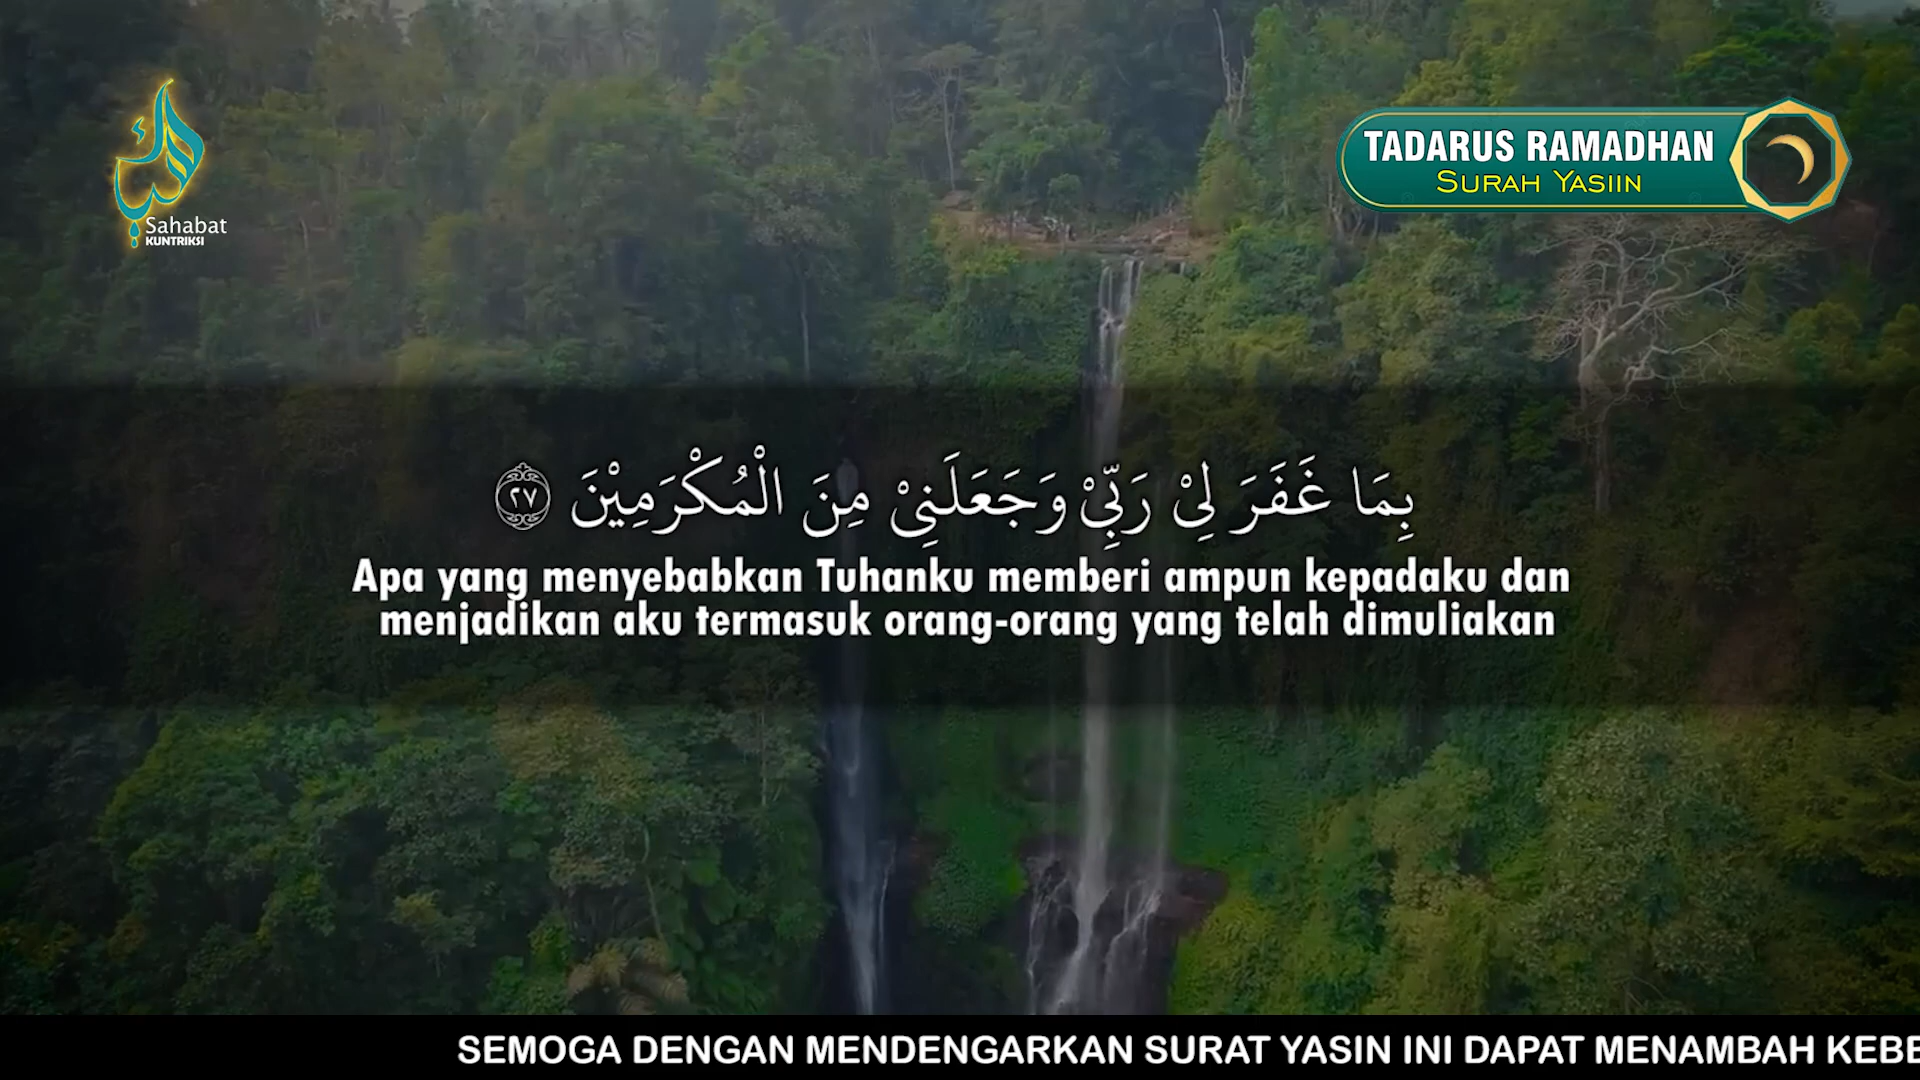 Sahabat
KUNTRIKSI
TADARUS RAMADHAN
SURAH YASIIN
بِمَا غَفَرَ لِيْ رَبِّيْ وَجَعَلَنِيْ مِنَ الْمُكْرَمِيْنَ ٢٧
Apa yang menyebabkan Tuhanku memberi ampun kepadaku dan
menjadikan aku termasuk orang-orang yang telah dimuliakan
SEMOGA DENGAN MENDENGARKAN SURAT YASIN INI DAPAT MENAMBAH KEBE